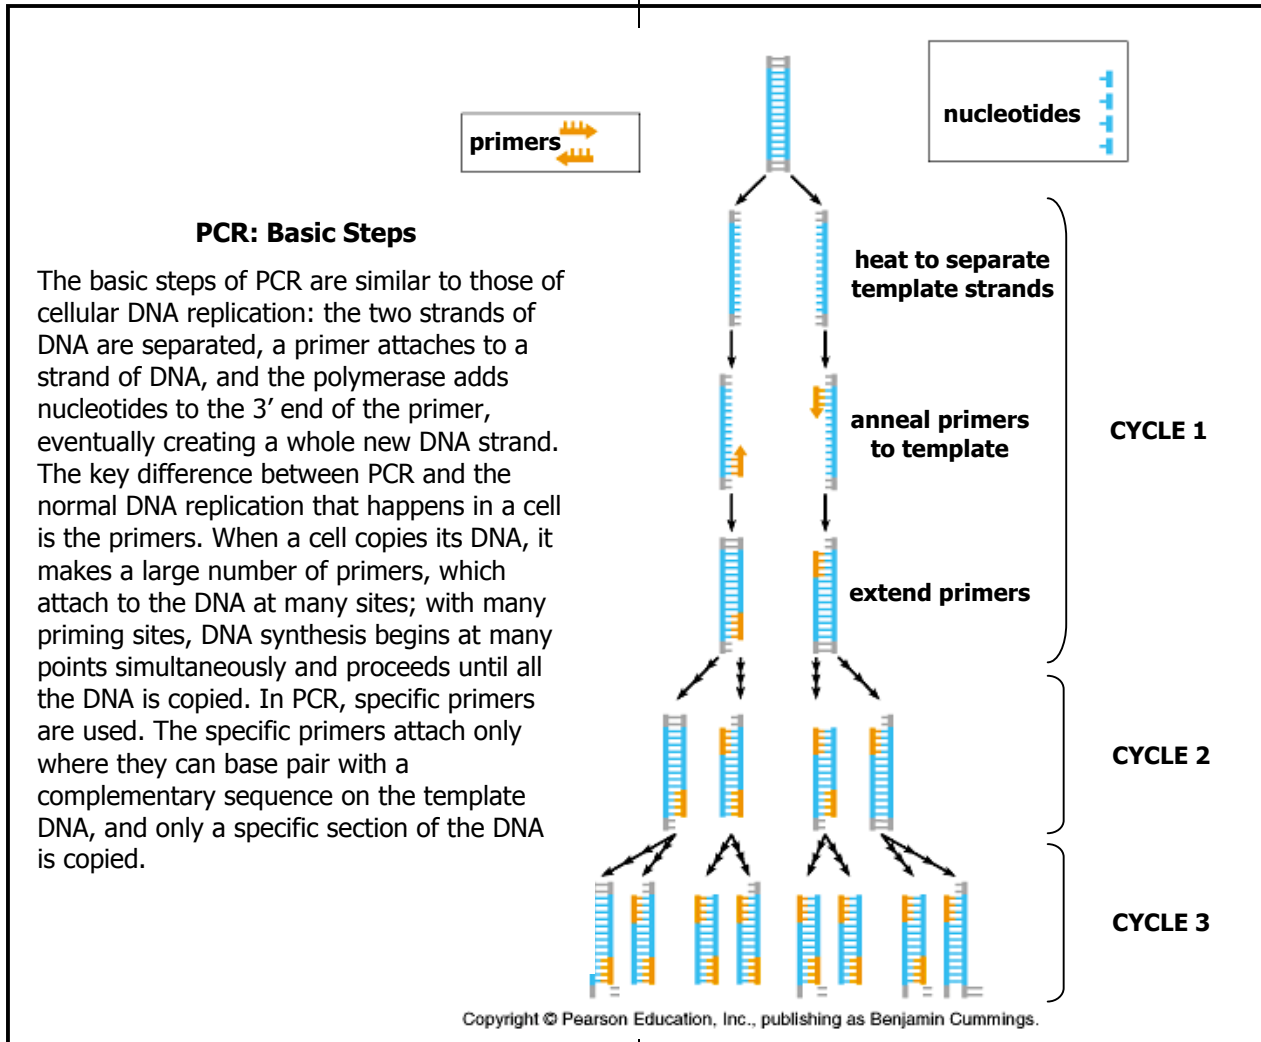 nucleotides
primers
PCR: Basic Steps
The basic steps of PCR are similar to those of
cellular DNA replication: the two strands of
DNA are separated, a primer attaches to a
strand of DNA, and the polymerase adds
nucleotides to the 3’ end of the primer,
eventually creating a whole new DNA strand.
The key difference between PCR and the
normal DNA replication that happens in a cell
is the primers. When a cell copies its DNA, it
makes a large number of primers, which
attach to the DNA at many sites; with many
priming sites, DNA synthesis begins at many
points simultaneously and proceeds until all
the DNA is copied. In PCR, specific primers
are used. The specific primers attach only
where they can base pair with a
complementary sequence on the template
DNA, and only a specific section of the DNA
is copied.
heat to separate
template strands
anneal primers
to template
CYCLE 1
extend primers
CYCLE 2
CYCLE 3
Copyright © Pearson Education, Inc., publishing as Benjamin Cummings.